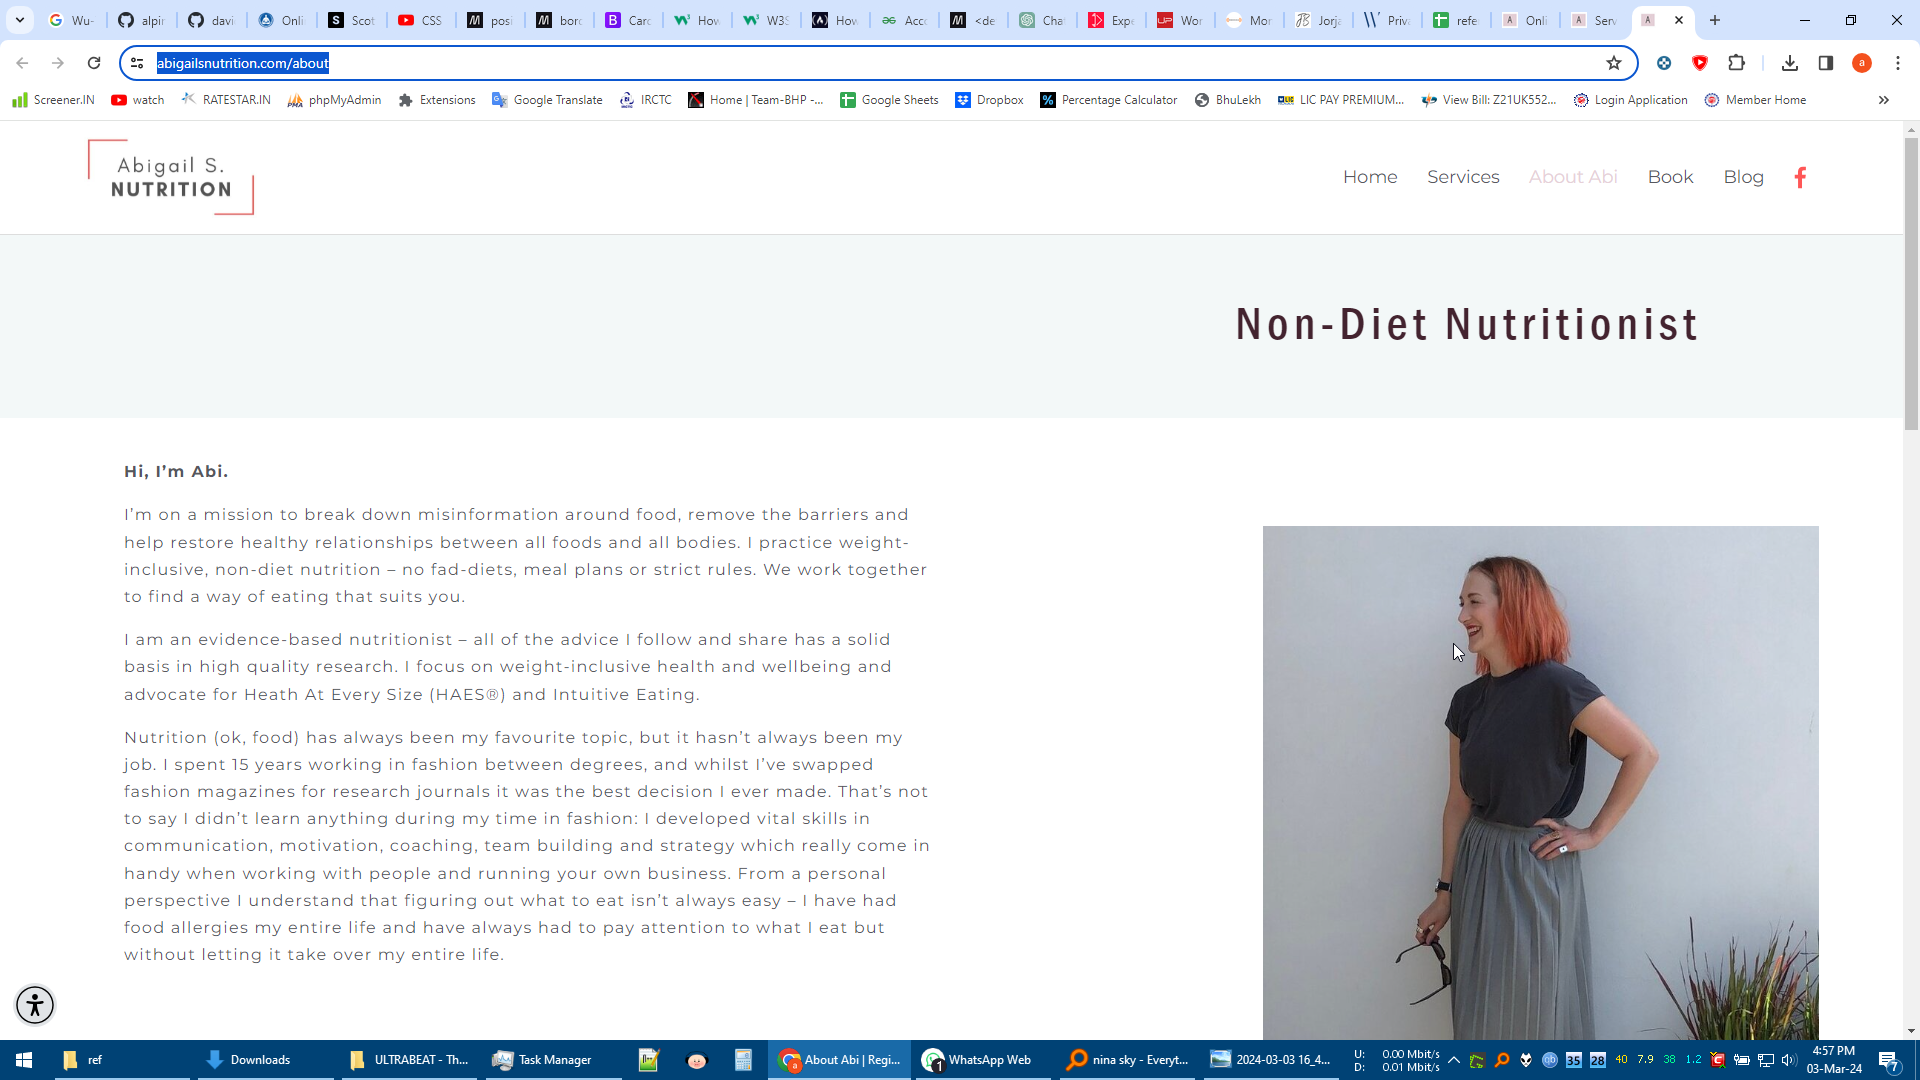 Wu-
alpir
davi
Onli
Scot
CSS
posi
borc
Carc
How
W3S
How
Acco
<de
Cha
Expe
Wor
Mor
Jorja
Priva
refe
Onli
Serv
abigailsnutrition.com/about
a
Screener.IN
watch
RATESTAR.IN
phpMyAdmin
Extensions
Google Translate
IRCTC
Home | Team-BHP -...
Google Sheets
Dropbox
Percentage Calculator
BhuLekh
LIC PAY PREMIUM...
View Bill: Z21UK552...
Login Application
Member Home
»
Abigail S.
NUTRITION
Home
Services
About Abi
Book
Blog
Non-Diet Nutritionist
Hi, I’m Abi.
I’m on a mission to break down misinformation around food, remove the barriers and
help restore healthy relationships between all foods and all bodies. I practice weight-
inclusive, non-diet nutrition – no fad-diets, meal plans or strict rules. We work together
to find a way of eating that suits you.
I am an evidence-based nutritionist – all of the advice I follow and share has a solid
basis in high quality research. I focus on weight-inclusive health and wellbeing and
advocate for Heath At Every Size (HAES®) and Intuitive Eating.
Nutrition (ok, food) has always been my favourite topic, but it hasn’t always been my
job. I spent 15 years working in fashion between degrees, and whilst I’ve swapped
fashion magazines for research journals it was the best decision I ever made. That’s not
to say I didn’t learn anything during my time in fashion: I developed vital skills in
communication, motivation, coaching, team building and strategy which really come in
handy when working with people and running your own business. From a personal
perspective I understand that figuring out what to eat isn’t always easy – I have had
food allergies my entire life and have always had to pay attention to what I eat but
without letting it take over my entire life.
ref
Downloads
ULTRABEAT - Th...
Task Manager
About Abi | Regi...
WhatsApp Web
nina sky - Everyt...
2024-03-03 16_4...
U: 0.00 Mbit/s
D: 0.01 Mbit/s
35
28
40
7.9
38
1.2
4:57 PM
03-Mar-24
7